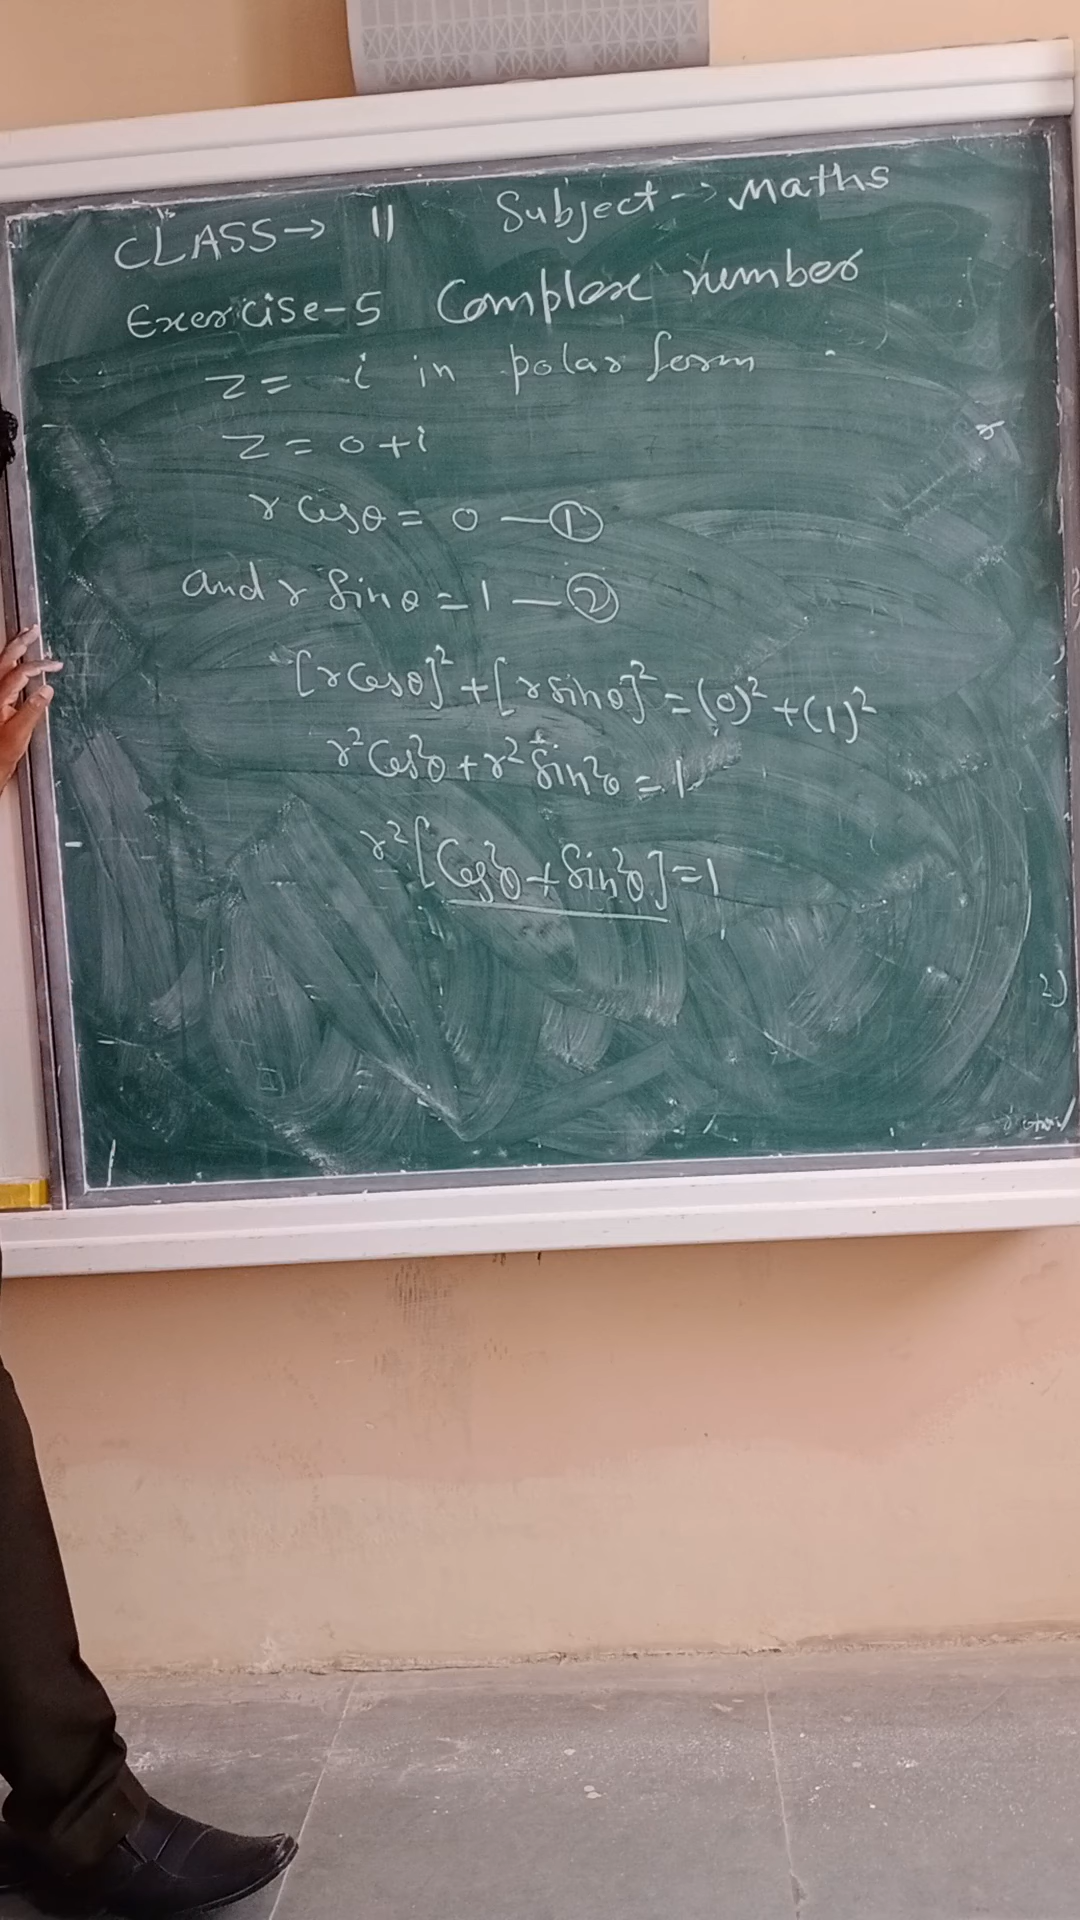 CLASS → 11 Subject → Maths
Exercise-5 Complex number
z = i in polar form
z = 0+i
r cosθ = 0 — ①
and r sinθ = 1 — ②
[r cosθ]² + [r sinθ]² = (0)² + (1)²
r² cos²θ + r² sin²θ = 1
r² [cos²θ + sin²θ] = 1
2)